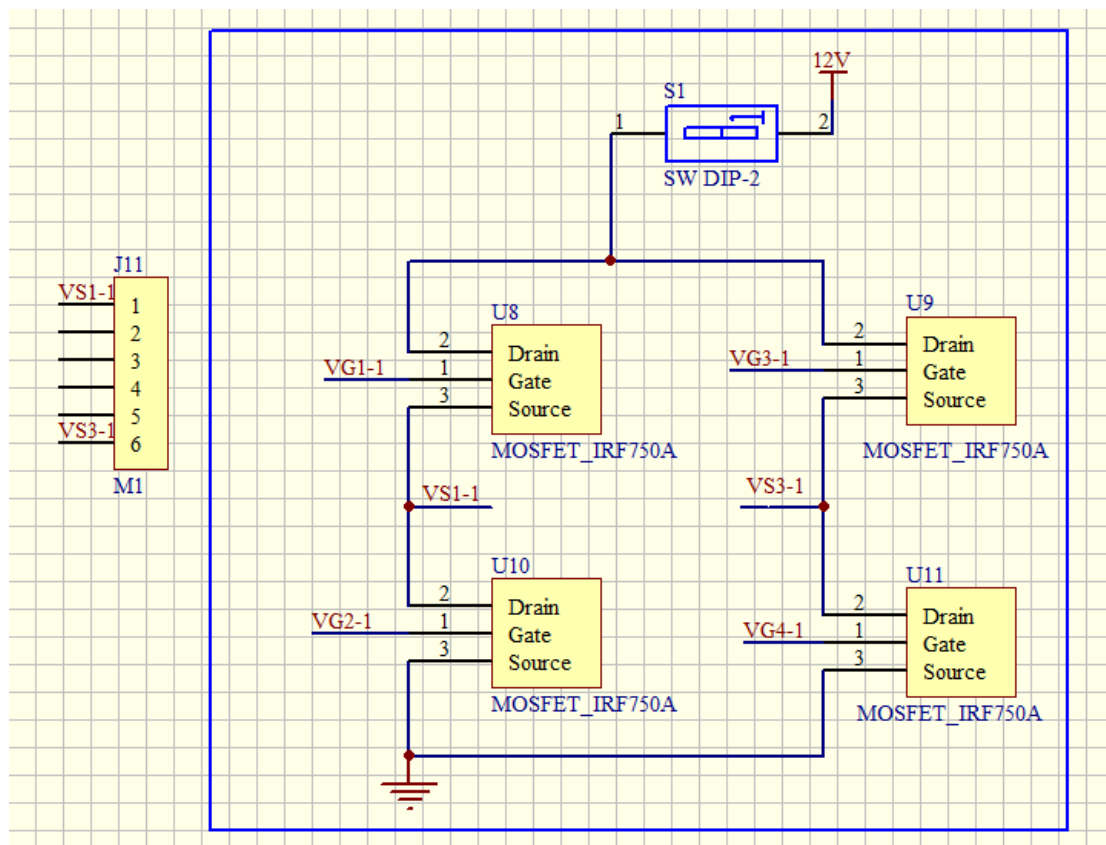 12V
S1
1
2
SW DIP-2
J11
VS1-1
1
2
3
4
5
VS3-1
6
M1
U8
2
Drain
VG1-1
1
Gate
3
Source
MOSFET_IRF750A
U9
2
Drain
VG3-1
1
Gate
3
Source
MOSFET_IRF750A
VS1-1
VS3-1
U10
2
Drain
VG2-1
1
Gate
3
Source
MOSFET_IRF750A
U11
2
Drain
VG4-1
1
Gate
3
Source
MOSFET_IRF750A